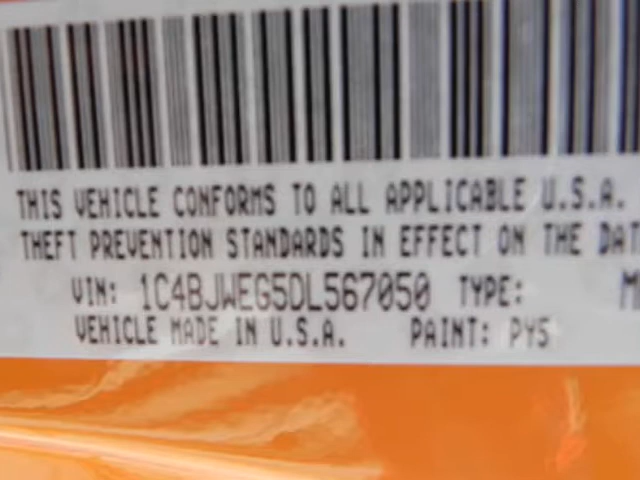 THIS VEHICLE CONFORMS TO ALL APPLICABLE U.S.A.
THEFT PREVENTION STANDARDS IN EFFECT ON THE DAT
VIN: 1C4BJWEG5DL567050 TYPE: M
VEHICLE MADE IN U.S.A. PAINT: PY5